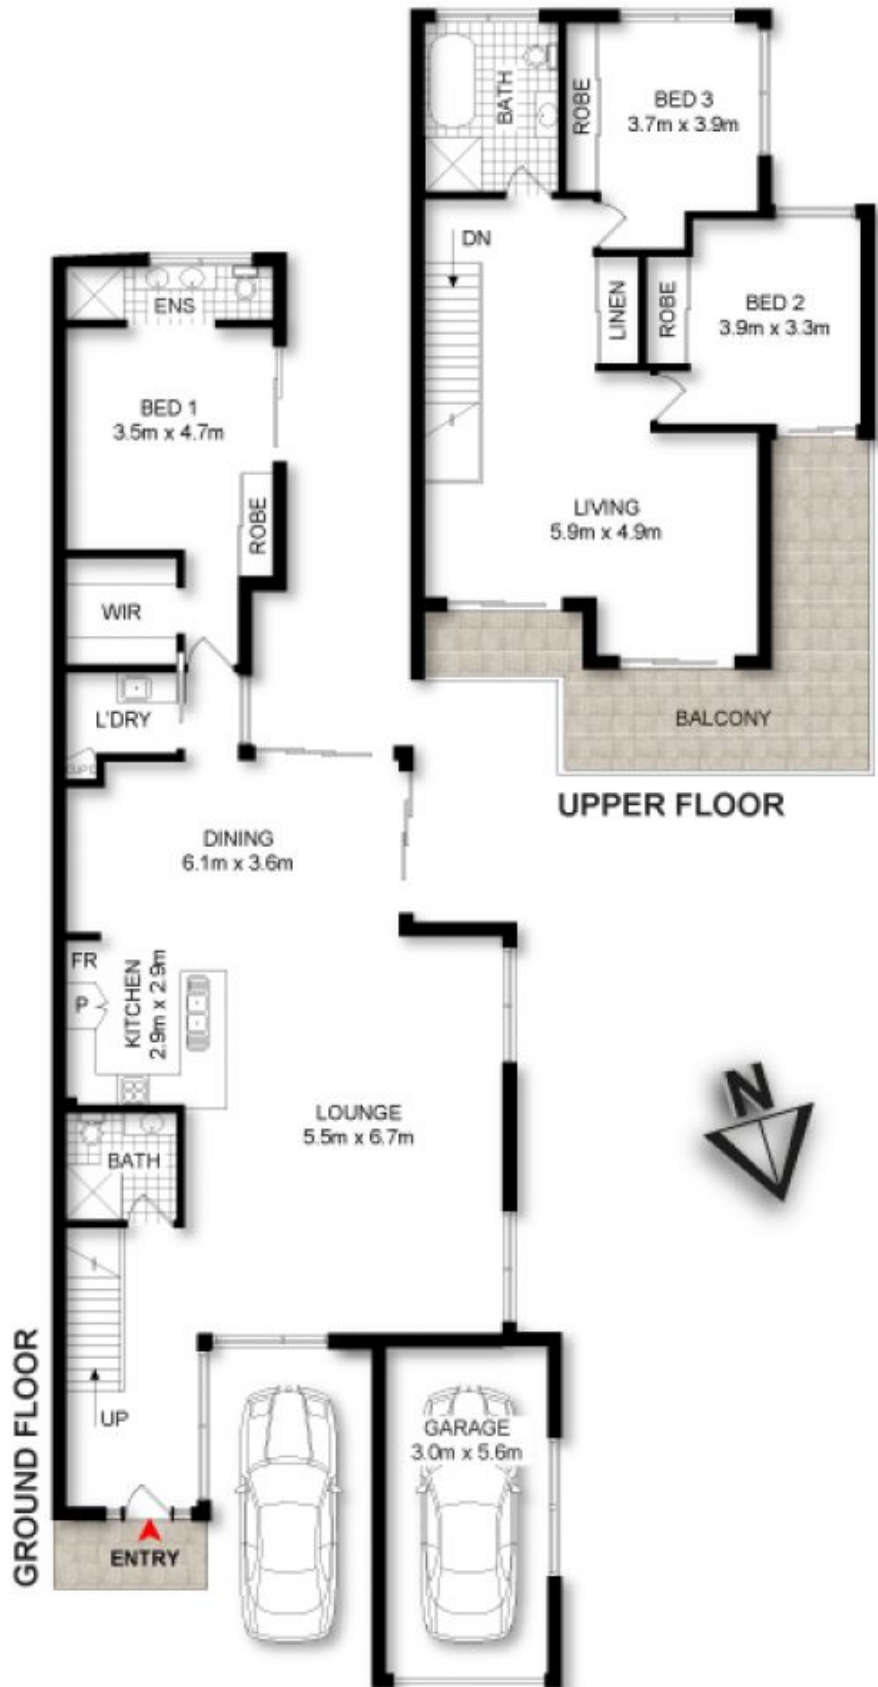 BATH
ROBE
BED 3
3.7m x 3.9m
DN
LINEN
ROBE
BED 2
3.9m x 3.3m
LIVING
5.9m x 4.9m
BALCONY
UPPER FLOOR
ENS
BED 1
3.5m x 4.7m
ROBE
WIR
L'DRY
DINING
6.1m x 3.6m
FR
P
KITCHEN
2.9m x 2.9m
LOUNGE
5.5m x 6.7m
N
BATH
UP
GARAGE
3.0m x 5.6m
ENTRY
GROUND FLOOR